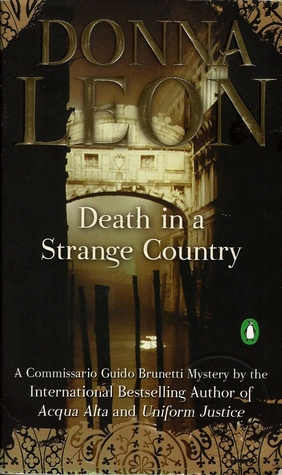 DONNA
LEON
Death in a
Strange Country
A Commissario Guido Brunetti Mystery by the
International Bestselling Author of
Acqua Alta and Uniform Justice